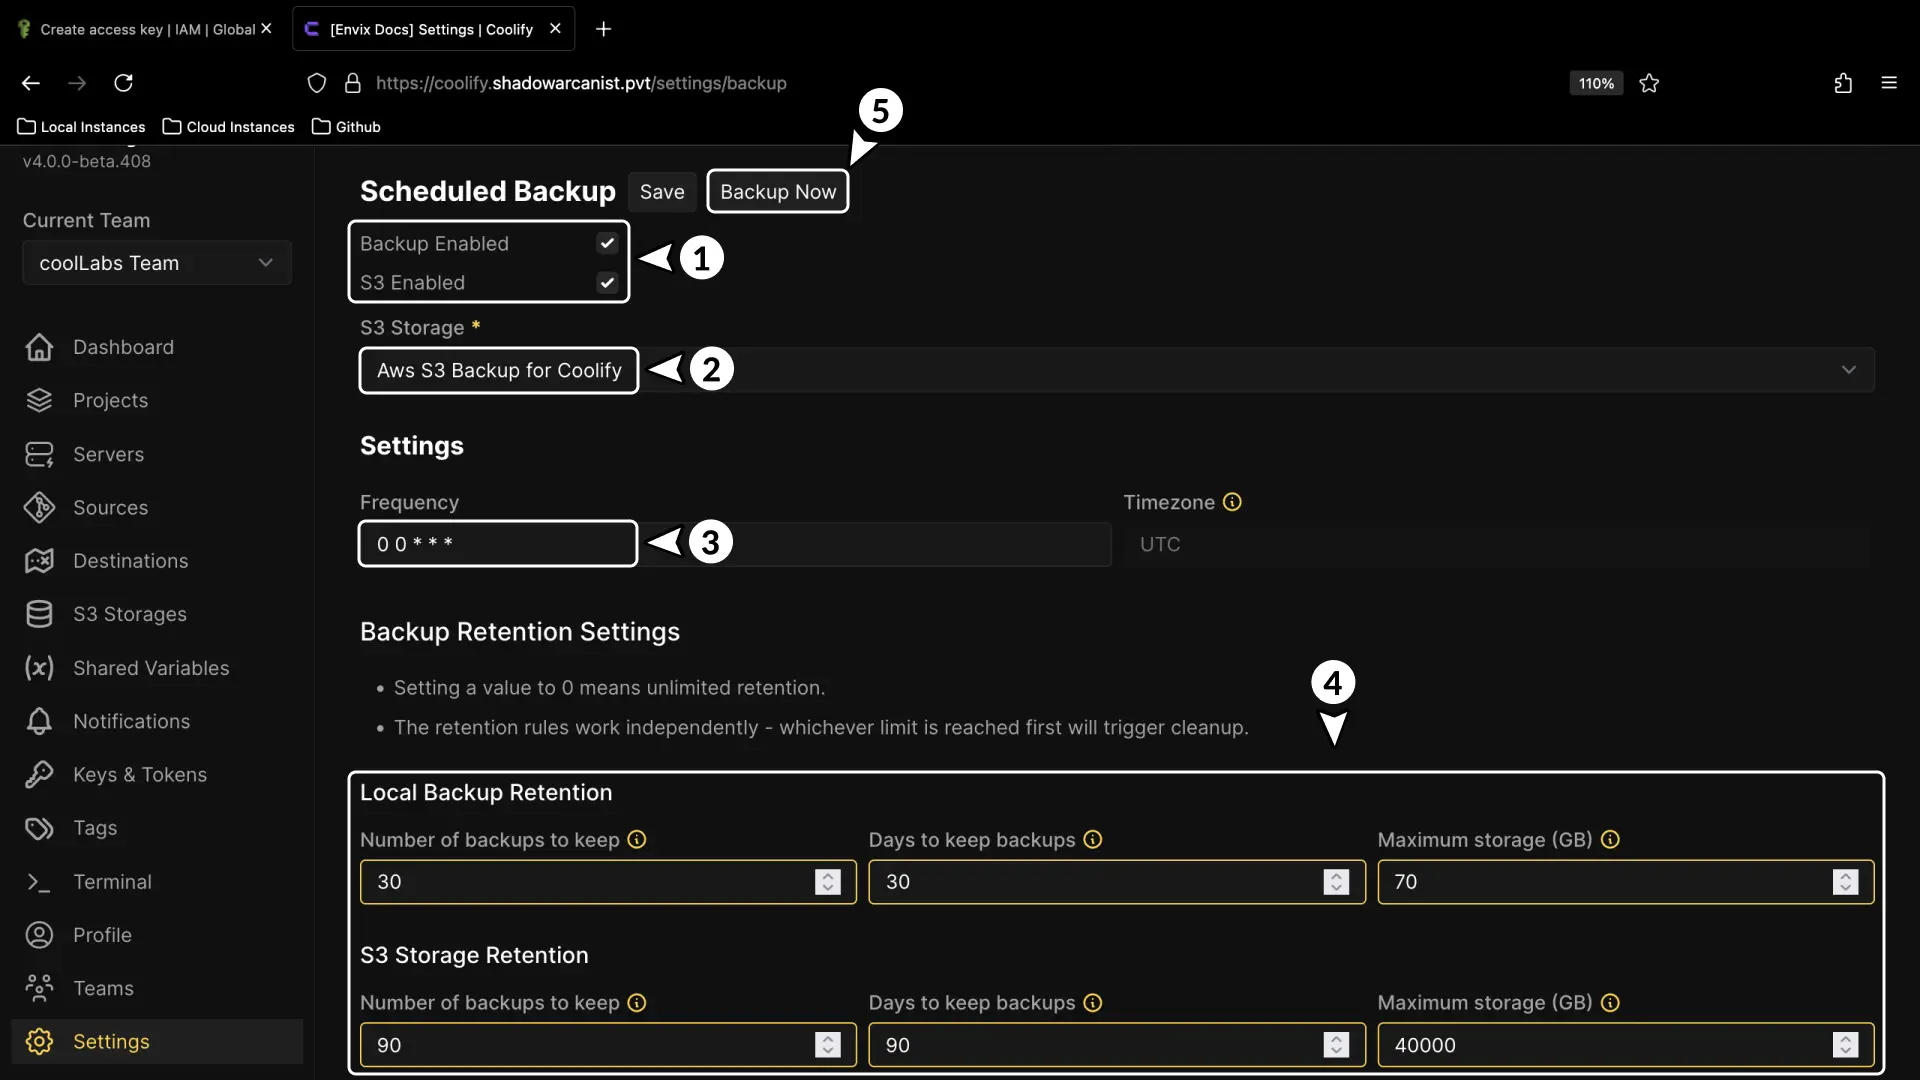 Create access key | IAM | Global
[Envix Docs] Settings | Coolify
https://coolify.shadowarcanist.pvt/settings/backup
110%
Local Instances
Cloud Instances
Github
v4.0.0-beta.408
Current Team
coolLabs Team
Dashboard
Projects
Servers
Sources
Destinations
S3 Storages
Shared Variables
Notifications
Keys & Tokens
Tags
Terminal
Profile
Teams
Settings
Scheduled Backup
Save
Backup Now
5
Backup Enabled
S3 Enabled
1
S3 Storage *
Aws S3 Backup for Coolify
2
Settings
Frequency
0 0 * * *
3
Timezone
UTC
Backup Retention Settings
• Setting a value to 0 means unlimited retention.
• The retention rules work independently - whichever limit is reached first will trigger cleanup.
4
Local Backup Retention
Number of backups to keep
30
Days to keep backups
30
Maximum storage (GB)
70
S3 Storage Retention
Number of backups to keep
90
Days to keep backups
90
Maximum storage (GB)
40000